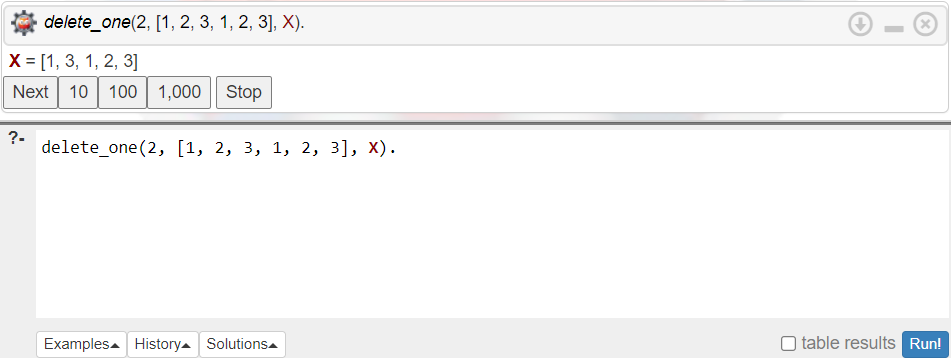 delete_one(2, [1, 2, 3, 1, 2, 3], X).
X = [1, 3, 1, 2, 3]
Next 10 100 1,000 Stop
?- delete_one(2, [1, 2, 3, 1, 2, 3], X).
Examples▲ History▲ Solutions▲ table results Run!